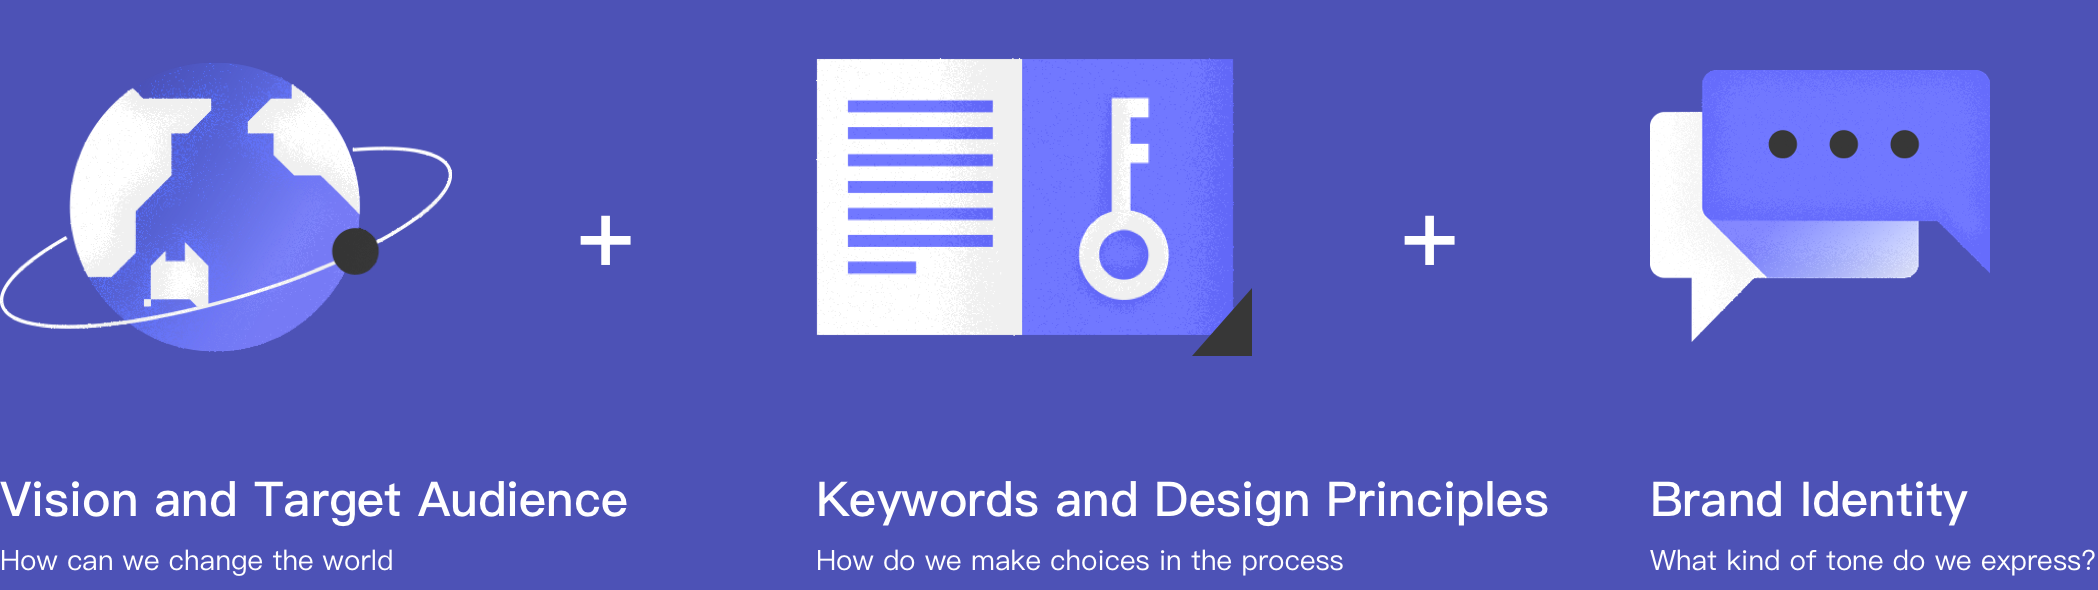 +
+
Vision and Target Audience
How can we change the world
Keywords and Design Principles
How do we make choices in the process
Brand Identity
What kind of tone do we express?